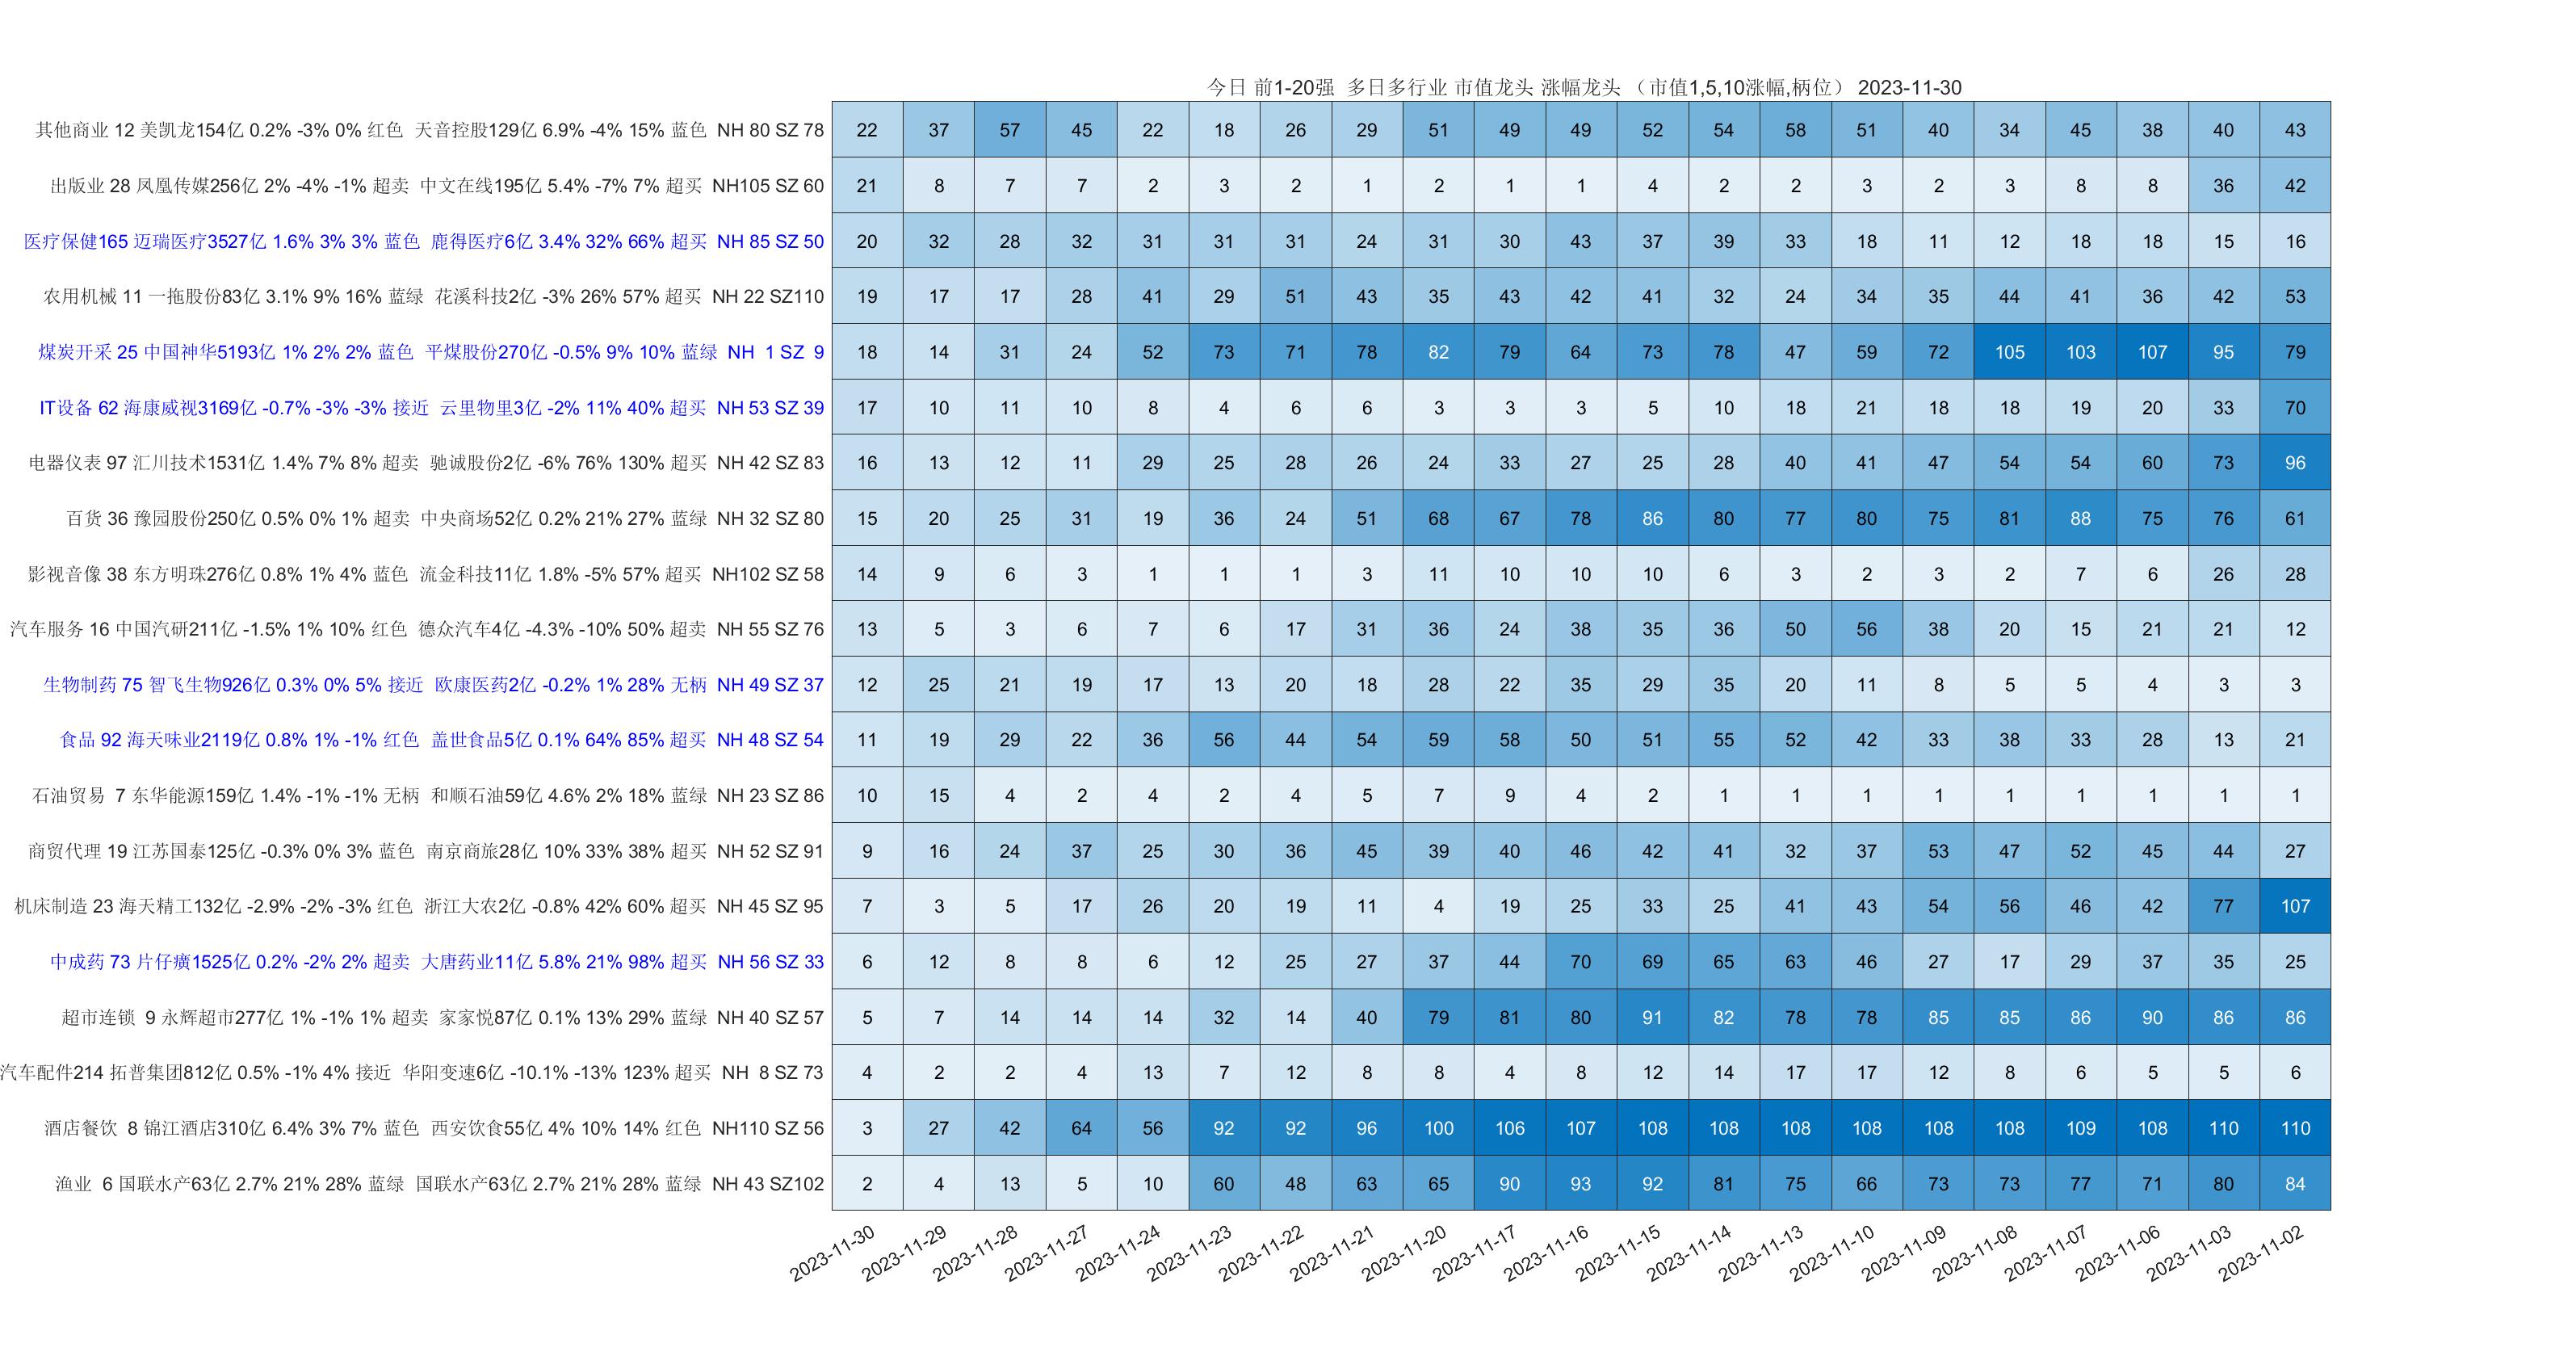 今日 前1-20强 多日多行业 市值龙头 涨幅龙头 （市值1,5,10涨幅,柄位） 2023-11-30
其他商业 12 美凯龙154亿 0.2% -3% 0% 红色 天音控股129亿 6.9% -4% 15% 蓝色 NH 80 SZ 78 22 37 57 45 22 18 26 29 51 49 49 52 54 58 51 40 34 45 38 40 43
出版业 28 凤凰传媒256亿 2% -4% -1% 超卖 中文在线195亿 5.4% -7% 7% 超买 NH105 SZ 60 21 8 7 7 2 3 2 1 2 1 1 4 2 2 3 2 3 8 8 36 42
医疗保健165 迈瑞医疗3527亿 1.6% 3% 3% 蓝色 鹿得医疗6亿 3.4% 32% 66% 超买 NH 85 SZ 50 20 32 28 32 31 31 31 24 31 30 43 37 39 33 18 11 12 18 18 15 16
农用机械 11 一拖股份83亿 3.1% 9% 16% 蓝绿 花溪科技2亿 -3% 26% 57% 超买 NH 22 SZ110 19 17 17 28 41 29 51 43 35 43 42 41 32 24 34 35 44 41 36 42 53
煤炭开采 25 中国神华5193亿 1% 2% 2% 蓝色 平煤股份270亿 -0.5% 9% 10% 蓝绿 NH 1 SZ 9 18 14 31 24 52 73 71 78 82 79 64 73 78 47 59 72 105 103 107 95 79
IT设备 62 海康威视3169亿 -0.7% -3% -3% 接近 云里物里3亿 -2% 11% 40% 超买 NH 53 SZ 39 17 10 11 10 8 4 6 6 3 3 3 5 10 18 21 18 18 19 20 33 70
电器仪表 97 汇川技术1531亿 1.4% 7% 8% 超卖 驰诚股份2亿 -6% 76% 130% 超买 NH 42 SZ 83 16 13 12 11 29 25 28 26 24 33 27 25 28 40 41 47 54 54 60 73 96
百货 36 豫园股份250亿 0.5% 0% 1% 超卖 中央商场52亿 0.2% 21% 27% 蓝绿 NH 32 SZ 80 15 20 25 31 19 36 24 51 68 67 78 86 80 77 80 75 81 88 75 76 61
影视音像 38 东方明珠276亿 0.8% 1% 4% 蓝色 流金科技11亿 1.8% -5% 57% 超买 NH102 SZ 58 14 9 6 3 1 1 1 3 11 10 10 10 6 3 2 3 2 7 6 26 28
汽车服务 16 中国汽研211亿 -1.5% 1% 10% 红色 德众汽车4亿 -4.3% -10% 50% 超卖 NH 55 SZ 76 13 5 3 6 7 6 17 31 36 24 38 35 36 50 56 38 20 15 21 21 12
生物制药 75 智飞生物926亿 0.3% 0% 5% 接近 欧康医药2亿 -0.2% 1% 28% 无柄 NH 49 SZ 37 12 25 21 19 17 13 20 18 28 22 35 29 35 20 11 8 5 5 4 3 3
食品 92 海天味业2119亿 0.8% 1% -1% 红色 盖世食品5亿 0.1% 64% 85% 超买 NH 48 SZ 54 11 19 29 22 36 56 44 54 59 58 50 51 55 52 42 33 38 33 28 13 21
石油贸易 7 东华能源159亿 1.4% -1% -1% 无柄 和顺石油59亿 4.6% 2% 18% 蓝绿 NH 23 SZ 86 10 15 4 2 4 2 4 5 7 9 4 2 1 1 1 1 1 1 1 1 1
商贸代理 19 江苏国泰125亿 -0.3% 0% 3% 蓝色 南京商旅28亿 10% 33% 38% 超买 NH 52 SZ 91 9 16 24 37 25 30 36 45 39 40 46 42 41 32 37 53 47 52 45 44 27
机床制造 23 海天精工132亿 -2.9% -2% -3% 红色 浙江大农2亿 -0.8% 42% 60% 超买 NH 45 SZ 95 7 3 5 17 26 20 19 11 4 19 25 33 25 41 43 54 56 46 42 77 107
中成药 73 片仔癀1525亿 0.2% -2% 2% 超卖 大唐药业11亿 5.8% 21% 98% 超买 NH 56 SZ 33 6 12 8 8 6 12 25 27 37 44 70 69 65 63 46 27 17 29 37 35 25
超市连锁 9 永辉超市277亿 1% -1% 1% 超卖 家家悦87亿 0.1% 13% 29% 蓝绿 NH 40 SZ 57 5 7 14 14 14 32 14 40 79 81 80 91 82 78 78 85 85 86 90 86 86
汽车配件214 拓普集团812亿 0.5% -1% 4% 接近 华阳变速6亿 -10.1% -13% 123% 超买 NH 8 SZ 73 4 2 2 4 13 7 12 8 8 4 8 12 14 17 17 12 8 6 5 5 6
酒店餐饮 8 锦江酒店310亿 6.4% 3% 7% 蓝色 西安饮食55亿 4% 10% 14% 红色 NH110 SZ 56 3 27 42 64 56 92 92 96 100 106 107 108 108 108 108 108 108 109 108 110 110
渔业 6 国联水产63亿 2.7% 21% 28% 蓝绿 国联水产63亿 2.7% 21% 28% 蓝绿 NH 43 SZ102 2 4 13 5 10 60 48 63 65 90 93 92 81 75 66 73 73 77 71 80 84
2023-11-30 2023-11-29 2023-11-28 2023-11-27 2023-11-24 2023-11-23 2023-11-22 2023-11-21 2023-11-20 2023-11-17 2023-11-16 2023-11-15 2023-11-14 2023-11-13 2023-11-10 2023-11-09 2023-11-08 2023-11-07 2023-11-06 2023-11-03 2023-11-02